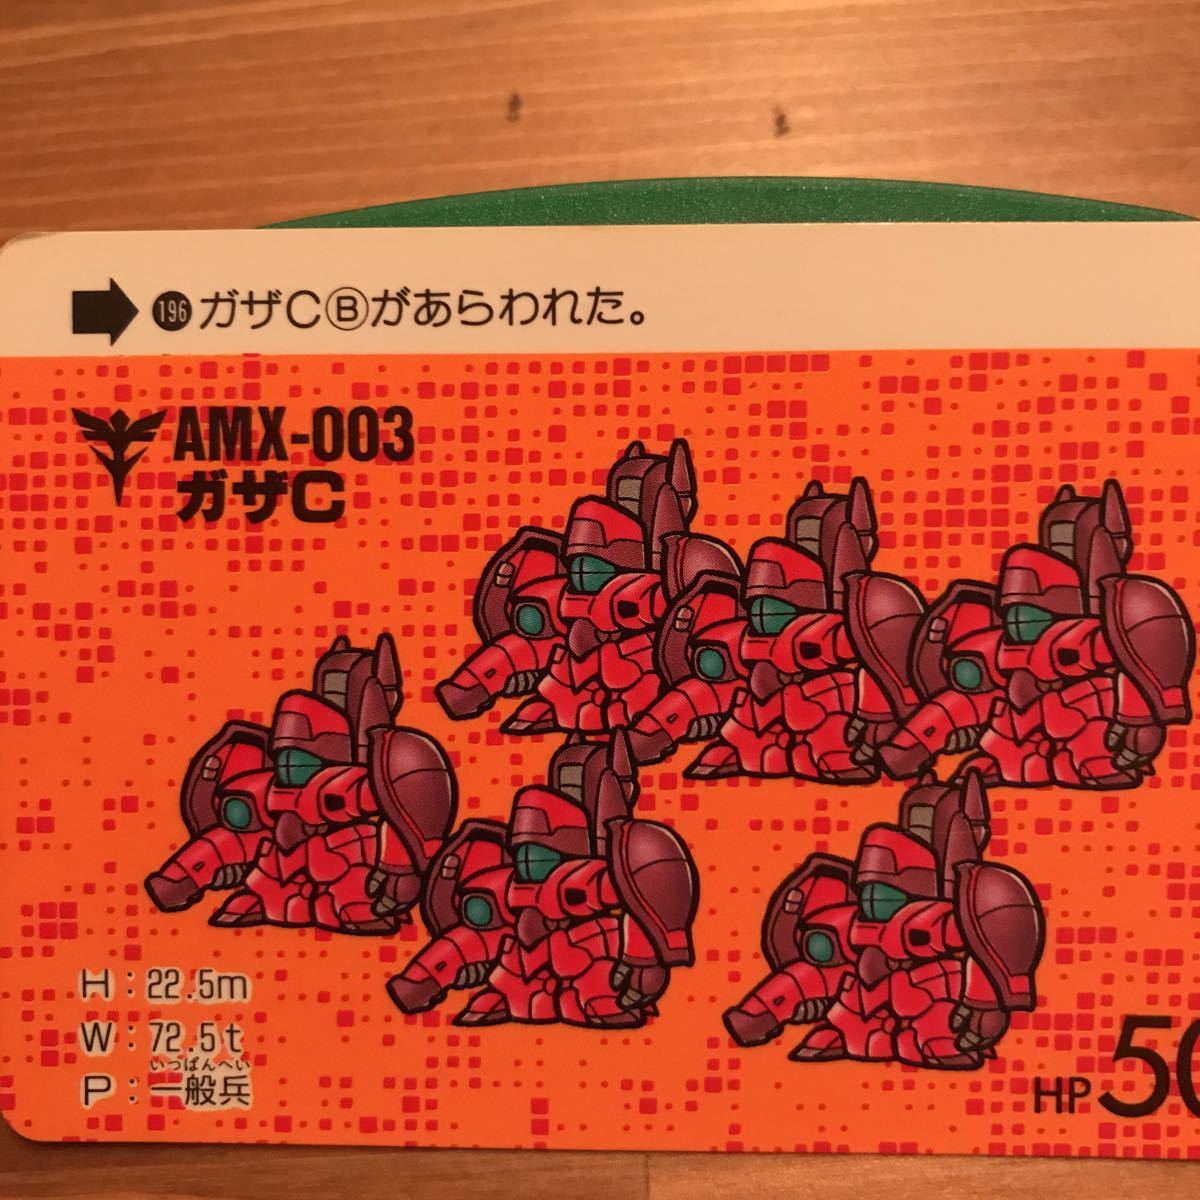 196 ガザCⒷがあらわれた。
AMX-003
ガザC
H：22.5m
W：72.5t
いっぱんへい
P：一般兵
HP